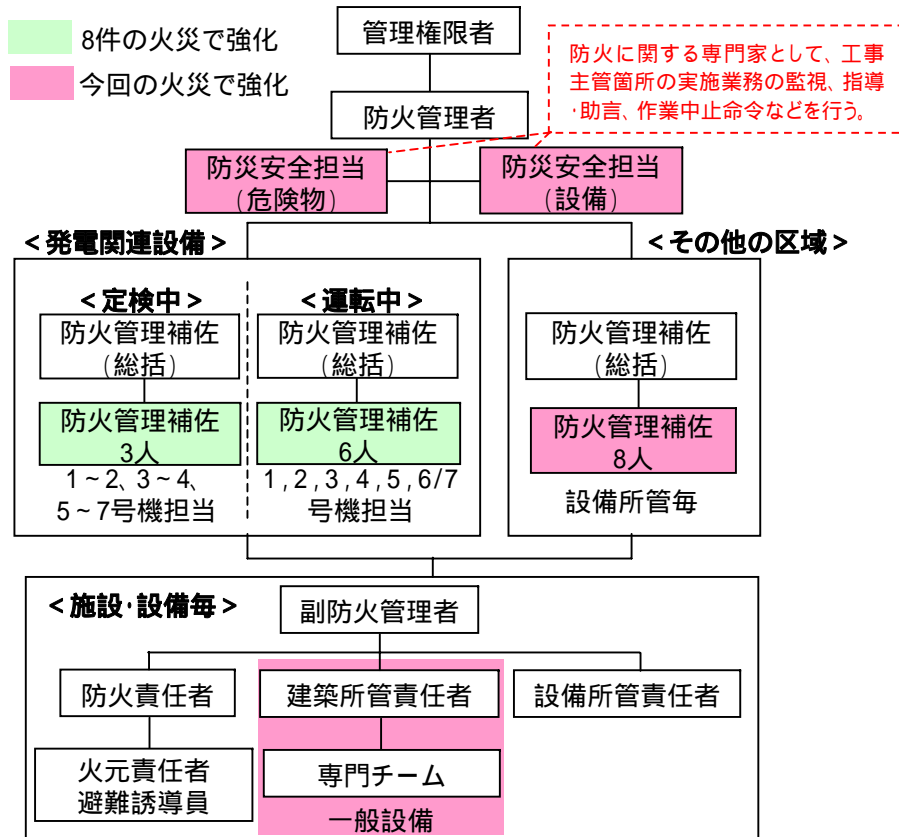 8件の火災で強化
今回の火災で強化
管理権限者
防火に関する専門家として、工事
主管箇所の実施業務の監視、指導
・助言、作業中止命令などを行う。
防火管理者
防災安全担当
(危険物)
防災安全担当
(設備)
<発電関連設備>
<その他の区域>
<定検中>
防火管理補佐
(総括)
防火管理補佐
3人
1~2、3~4、
5~7号機担当
<運転中>
防火管理補佐
(総括)
防火管理補佐
6人
1,2,3,4,5,6/7
号機担当
防火管理補佐
(総括)
防火管理補佐
8人
設備所管毎
<施設・設備毎>
副防火管理者
防火責任者
火元責任者
避難誘導員
建築所管責任者
専門チーム
一般設備
設備所管責任者